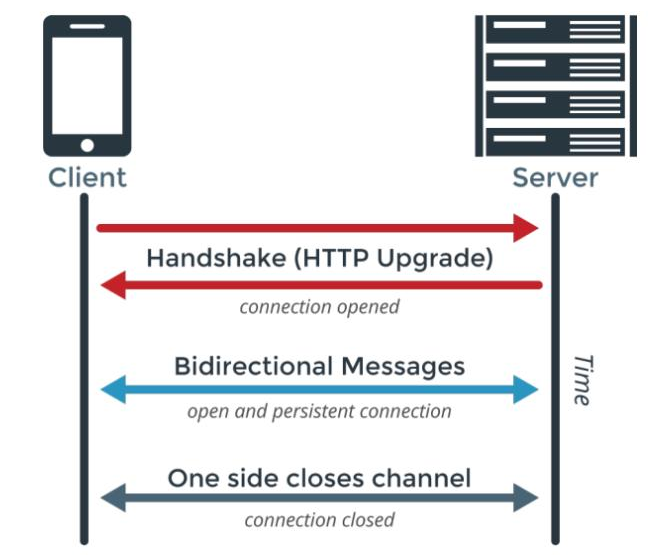 Client
Server
Handshake (HTTP Upgrade)
connection opened
Bidirectional Messages
open and persistent connection
Time
One side closes channel
connection closed